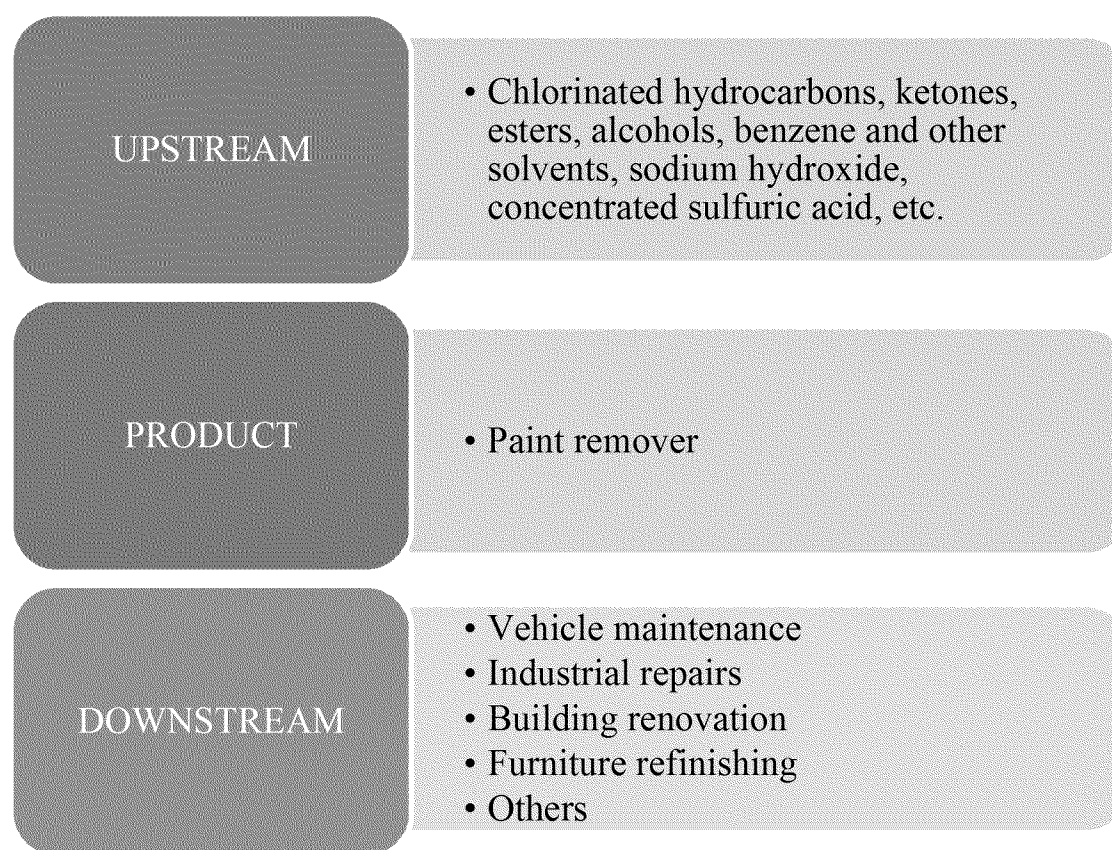 UPSTREAM
• Chlorinated hydrocarbons, ketones,
esters, alcohols, benzene and other
solvents, sodium hydroxide,
concentrated sulfuric acid, etc.
PRODUCT
• Paint remover
DOWNSTREAM
• Vehicle maintenance
• Industrial repairs
• Building renovation
• Furniture refinishing
• Others